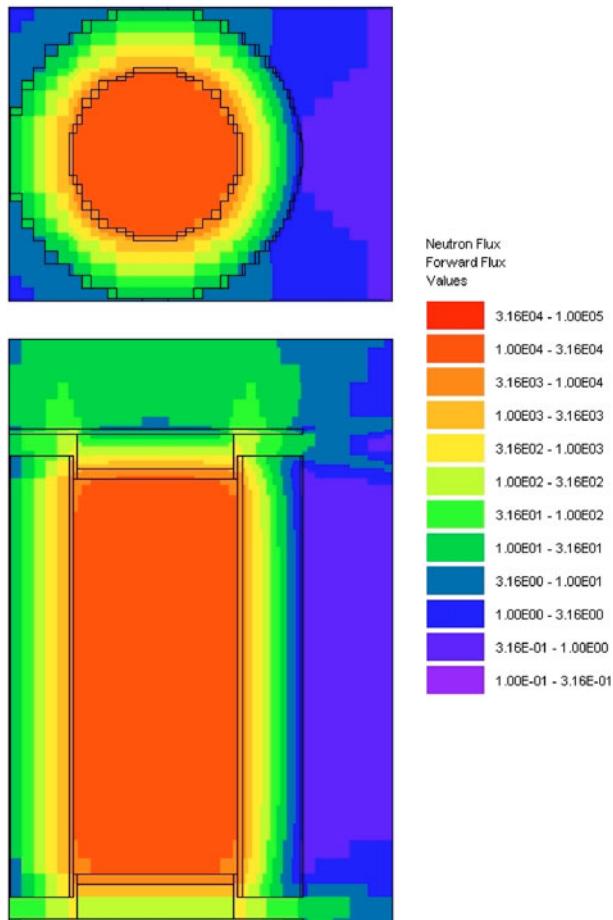 Neutron Flux
Forward Flux
Values
3.16E04 - 1.00E05
1.00E04 - 3.16E04
3.16E03 - 1.00E04
1.00E03 - 3.16E03
3.16E02 - 1.00E03
1.00E02 - 3.16E02
3.16E01 - 1.00E02
1.00E01 - 3.16E01
3.16E00 - 1.00E01
1.00E00 - 3.16E00
3.16E-01 - 1.00E00
1.00E-01 - 3.16E-01